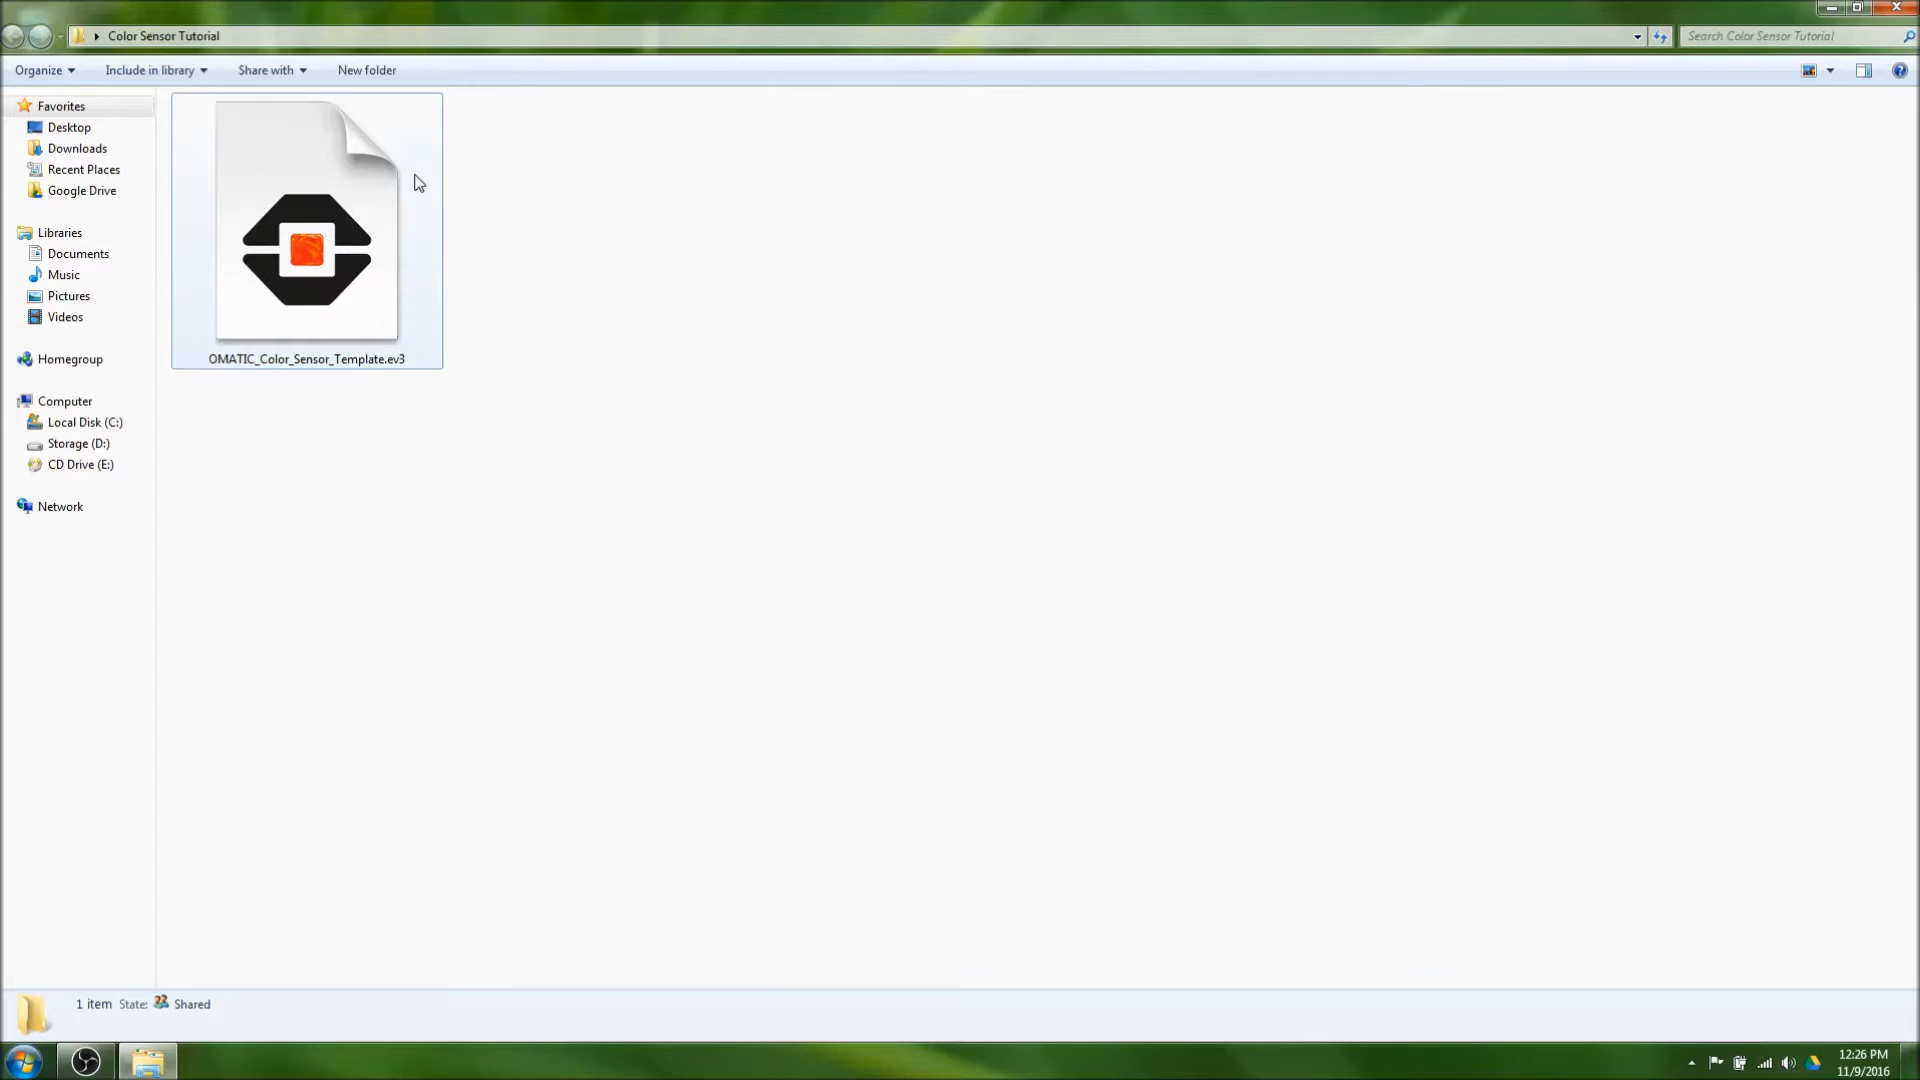 Color Sensor Tutorial
Search Color Sensor Tutorial
Organize
Include in library
Share with
New folder
Favorites
Desktop
Downloads
Recent Places
Google Drive
Libraries
Documents
Music
Pictures
Videos
Homegroup
Computer
Local Disk (C:)
Storage (D:)
CD Drive (E:)
Network
OMATIC_Color_Sensor_Template.ev3
1 item State: Shared
12:26 PM
11/9/2016